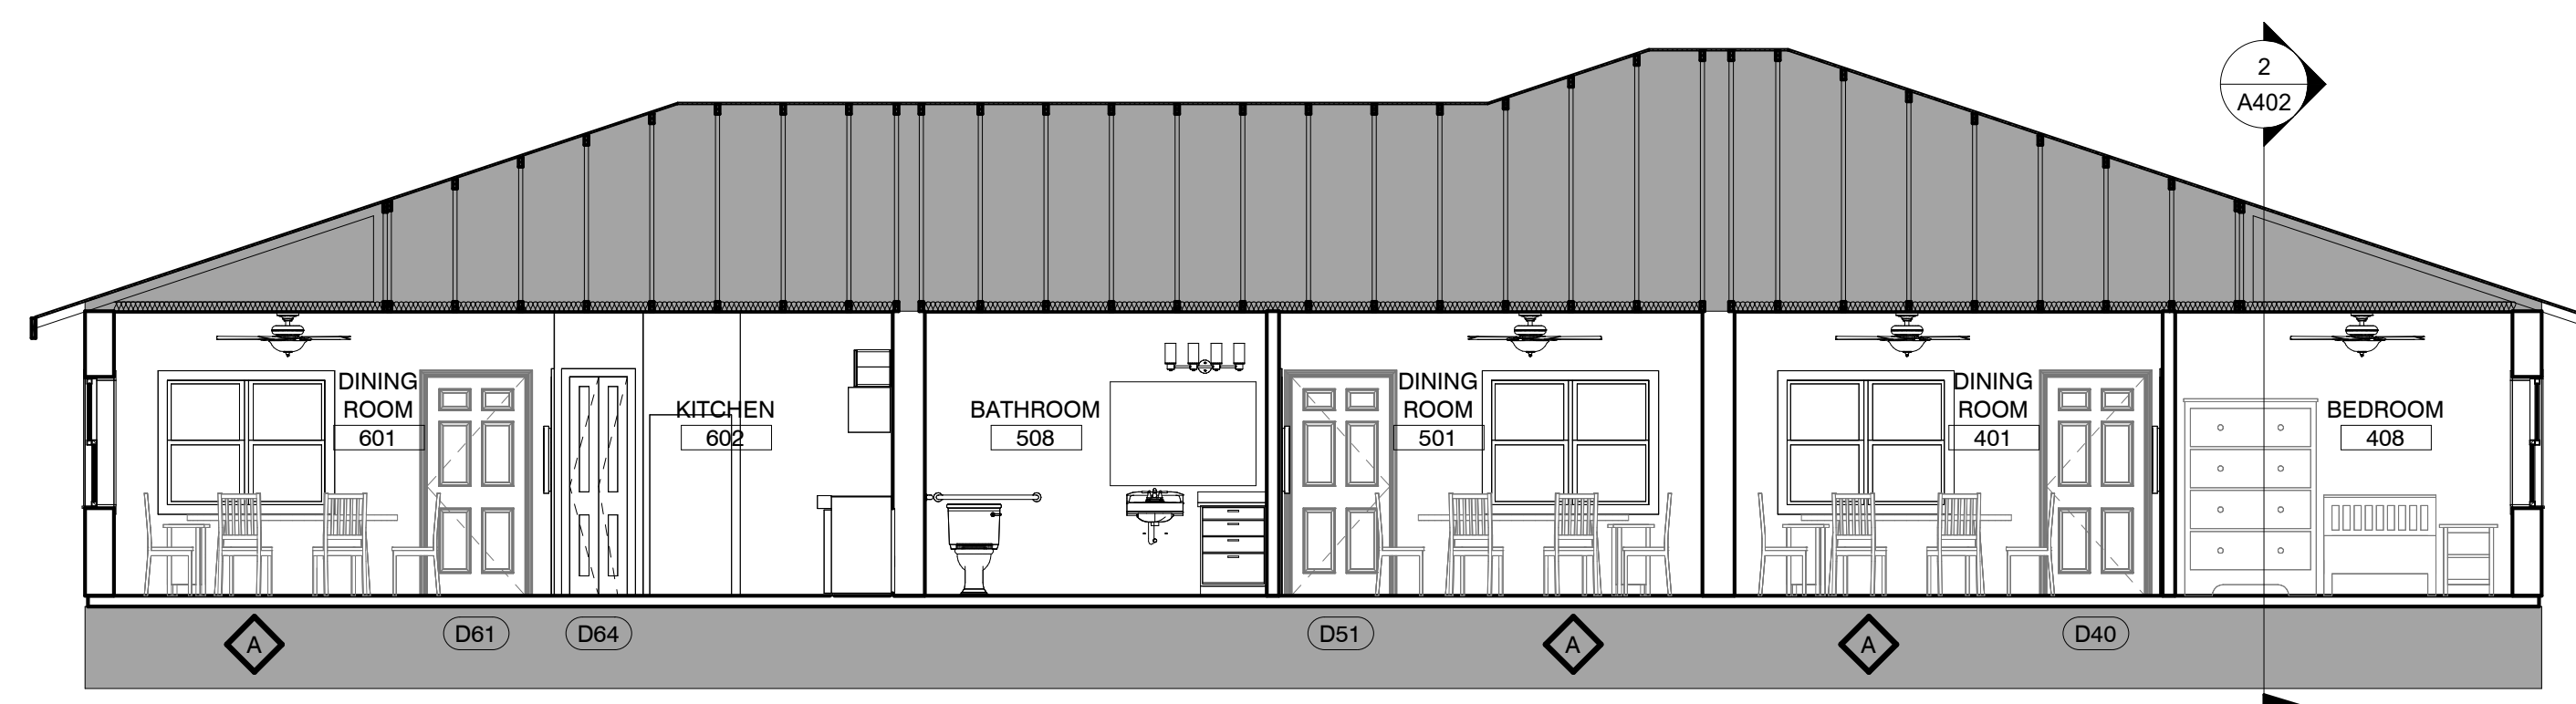 2
A402
DINING
ROOM
601
KITCHEN
602
BATHROOM
508
DINING
ROOM
501
DINING
ROOM
401
BEDROOM
408
A
D61
D64
D51
A
A
D40